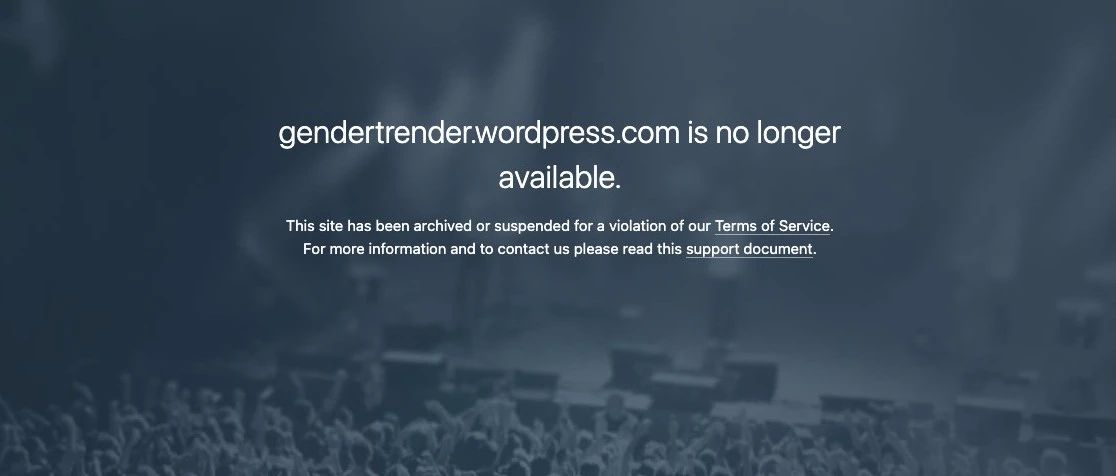 gendertrender.wordpress.com is no longer
available.
This site has been archived or suspended for a violation of our Terms of Service.
For more information and to contact us please read this support document.